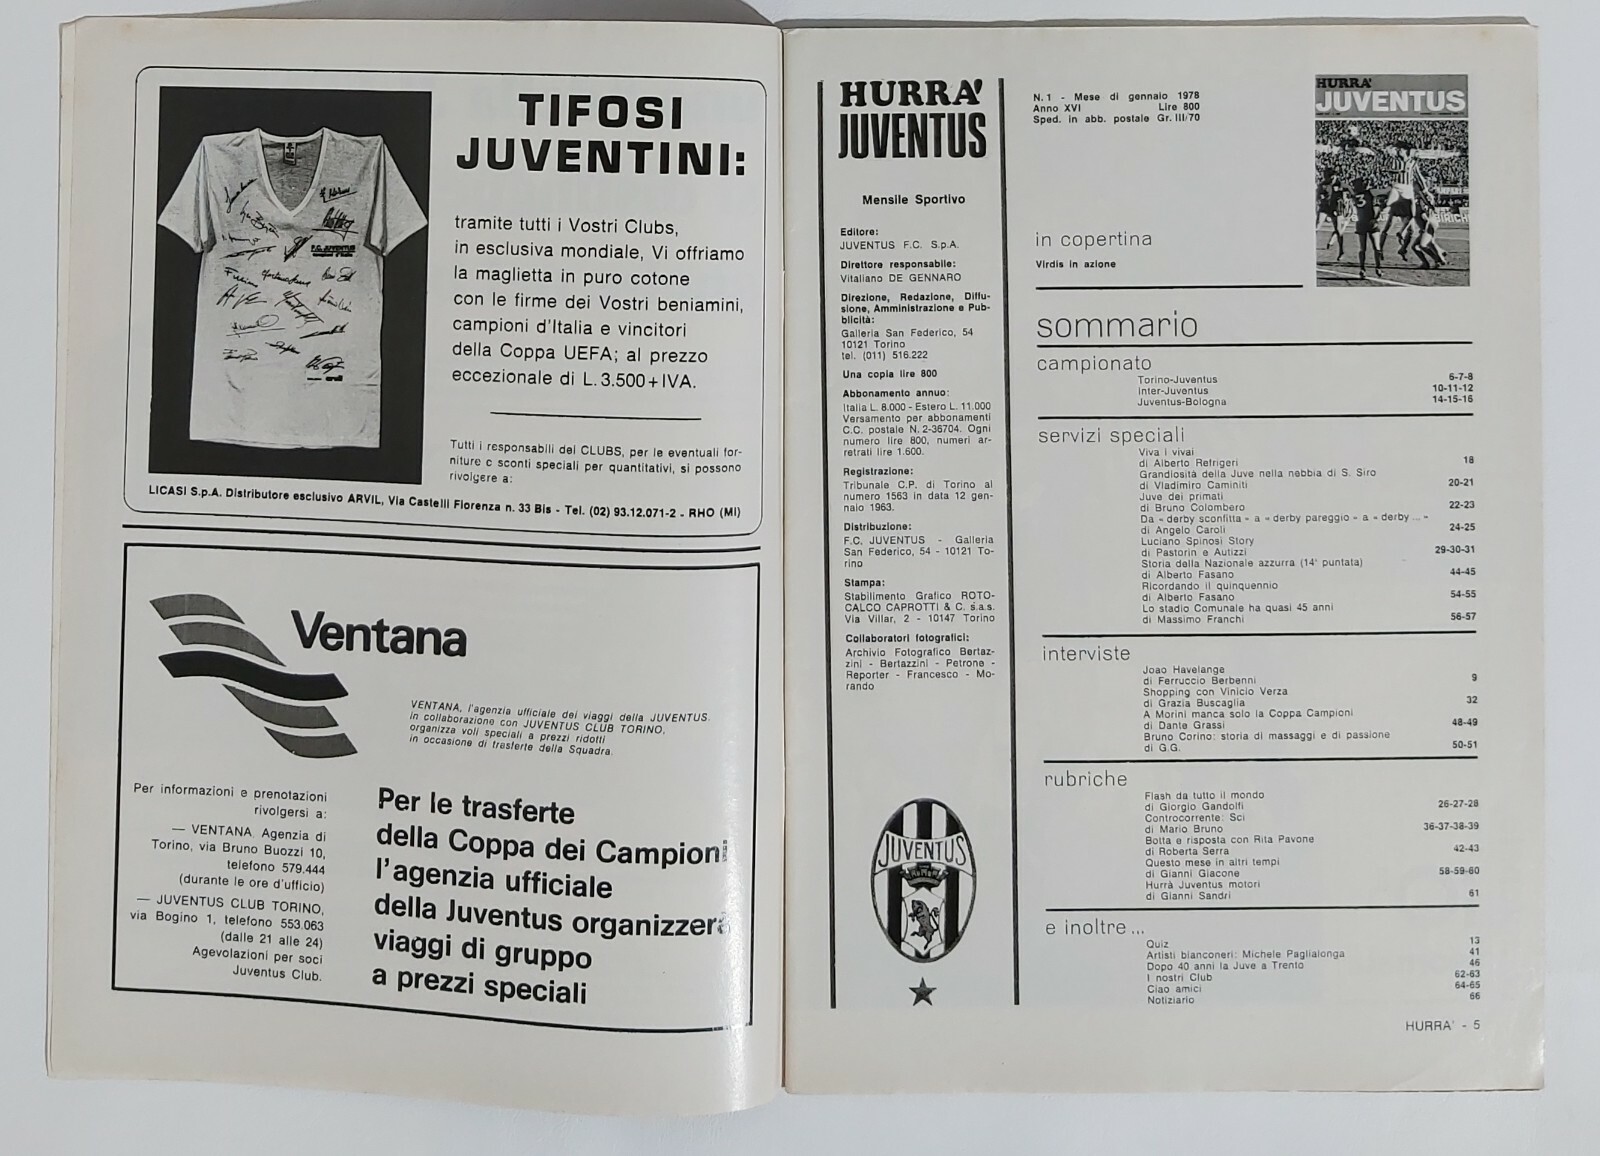 TIFOSI
JUVENTINI:
tramite tutti i Vostri Clubs,
in esclusiva mondiale, Vi offriamo
la maglietta in puro cotone
con le firme dei Vostri beniamini,
campioni d'Italia e vincitori
della Coppa UEFA; al prezzo
eccezionale di L. 3.500 + IVA.
Tutti i responsabili dei CLUBS, per le eventuali for-
niture e sconti speciali per quantitativi, si possono
rivolgere a:
LICASI S.p.A. Distributore esclusivo ARVIL, Via Castelli Fiorenza n. 33 Bis - Tel. (02) 93.12.071-2 - RHO (MI)
F.C. JUVENTUS
Ventana
VENTANA, l'agenzia ufficiale dei viaggi della JUVENTUS.
in collaborazione con JUVENTUS CLUB TORINO,
organizza voli speciali a prezzi ridotti
in occasione di trasferte della Squadra.
Per informazioni e prenotazioni
rivolgersi a:
— VENTANA Agenzia di
Torino, via Bruno Buozzi 10,
telefono 579.444
(durante le ore d'ufficio)
— JUVENTUS CLUB TORINO,
via Bogino 1, telefono 553.063
(dalle 21 alle 24)
Agevolazioni per soci
Juventus Club.
Per le trasferte
della Coppa dei Campioni
l'agenzia ufficiale
della Juventus organizzerà
viaggi di gruppo
a prezzi speciali
HURRA'
JUVENTUS
Mensile Sportivo
Editore:
JUVENTUS F.C. S.p.A.
Direttore responsabile:
Vitaliano DE GENNARO
Direzione, Redazione, Diffu-
sione, Amministrazione e Pub-
blicità:
Galleria San Federico, 54
10121 Torino
tel. (011) 516.222
Una copia lire 800
Abbonamento annuo:
Italia L. 8.000 - Estero L. 11.000
Versamento per abbonamenti
C.C. postale N. 2-36704. Ogni
numero lire 800, numeri ar-
retrati lire 1.600.
Registrazione:
Tribunale C.P. di Torino al
numero 1563 in data 12 gen-
naio 1963.
Distribuzione:
F.C. JUVENTUS - Galleria
San Federico, 54 - 10121 To-
rino
Stampa:
Stabilimento Grafico ROTO-
CALCO CAPROTTI & C. s.a.s.
Via Villar, 2 - 10147 Torino
Collaboratori fotografici:
Archivio Fotografico Bertaz-
zini - Bertazzini - Petrone -
Reporter - Francesco - Mo-
rando
JUVENTUS
N. 1 - Mese di gennaio 1978
Anno XVI Lire 800
Sped. in abb. postale Gr. III/70
HURRA'
JUVENTUS
in copertina
Virdis in azione
sommario
campionato
Torino-Juventus 6-7-8
Inter-Juventus 10-11-12
Juventus-Bologna 14-15-16
servizi speciali
Viva i vivai
di Alberto Refrigeri 18
Grandiosità della Juve nella nebbia di S. Siro
di Vladimiro Caminiti 20-21
Juve dei primati
di Bruno Colombero 22-23
Da « derby sconfitta » a « derby pareggio » a « derby ... »
di Angelo Caroli 24-25
Luciano Spinosi Story
di Pastorin e Autizzi 29-30-31
Storia della Nazionale azzurra (14ª puntata)
di Alberto Fasano 44-45
Ricordando il quinquennio
di Alberto Fasano 54-55
Lo stadio Comunale ha quasi 45 anni
di Massimo Franchi 56-57
interviste
Joao Havelange
di Ferruccio Berbenni 9
Shopping con Vinicio Verza
di Grazia Buscaglia 32
A Morini manca solo la Coppa Campioni
di Dante Grassi 48-49
Bruno Corino: storia di massaggi e di passione
di G.G. 50-51
rubriche
Flash da tutto il mondo
di Giorgio Gandolfi 26-27-28
Controcorrente: Sci
di Mario Bruno 36-37-38-39
Botta e risposta con Rita Pavone
di Roberta Serra 42-43
Questo mese in altri tempi
di Gianni Giacone 58-59-60
Hurrà Juventus motori
di Gianni Sandri 61
e inoltre ...
Quiz 13
Artisti bianconeri: Michele Paglialonga 41
Dopo 40 anni la Juve a Trento 46
I nostri Club 62-63
Ciao amici 64-65
Notiziario 66
HURRA' - 5